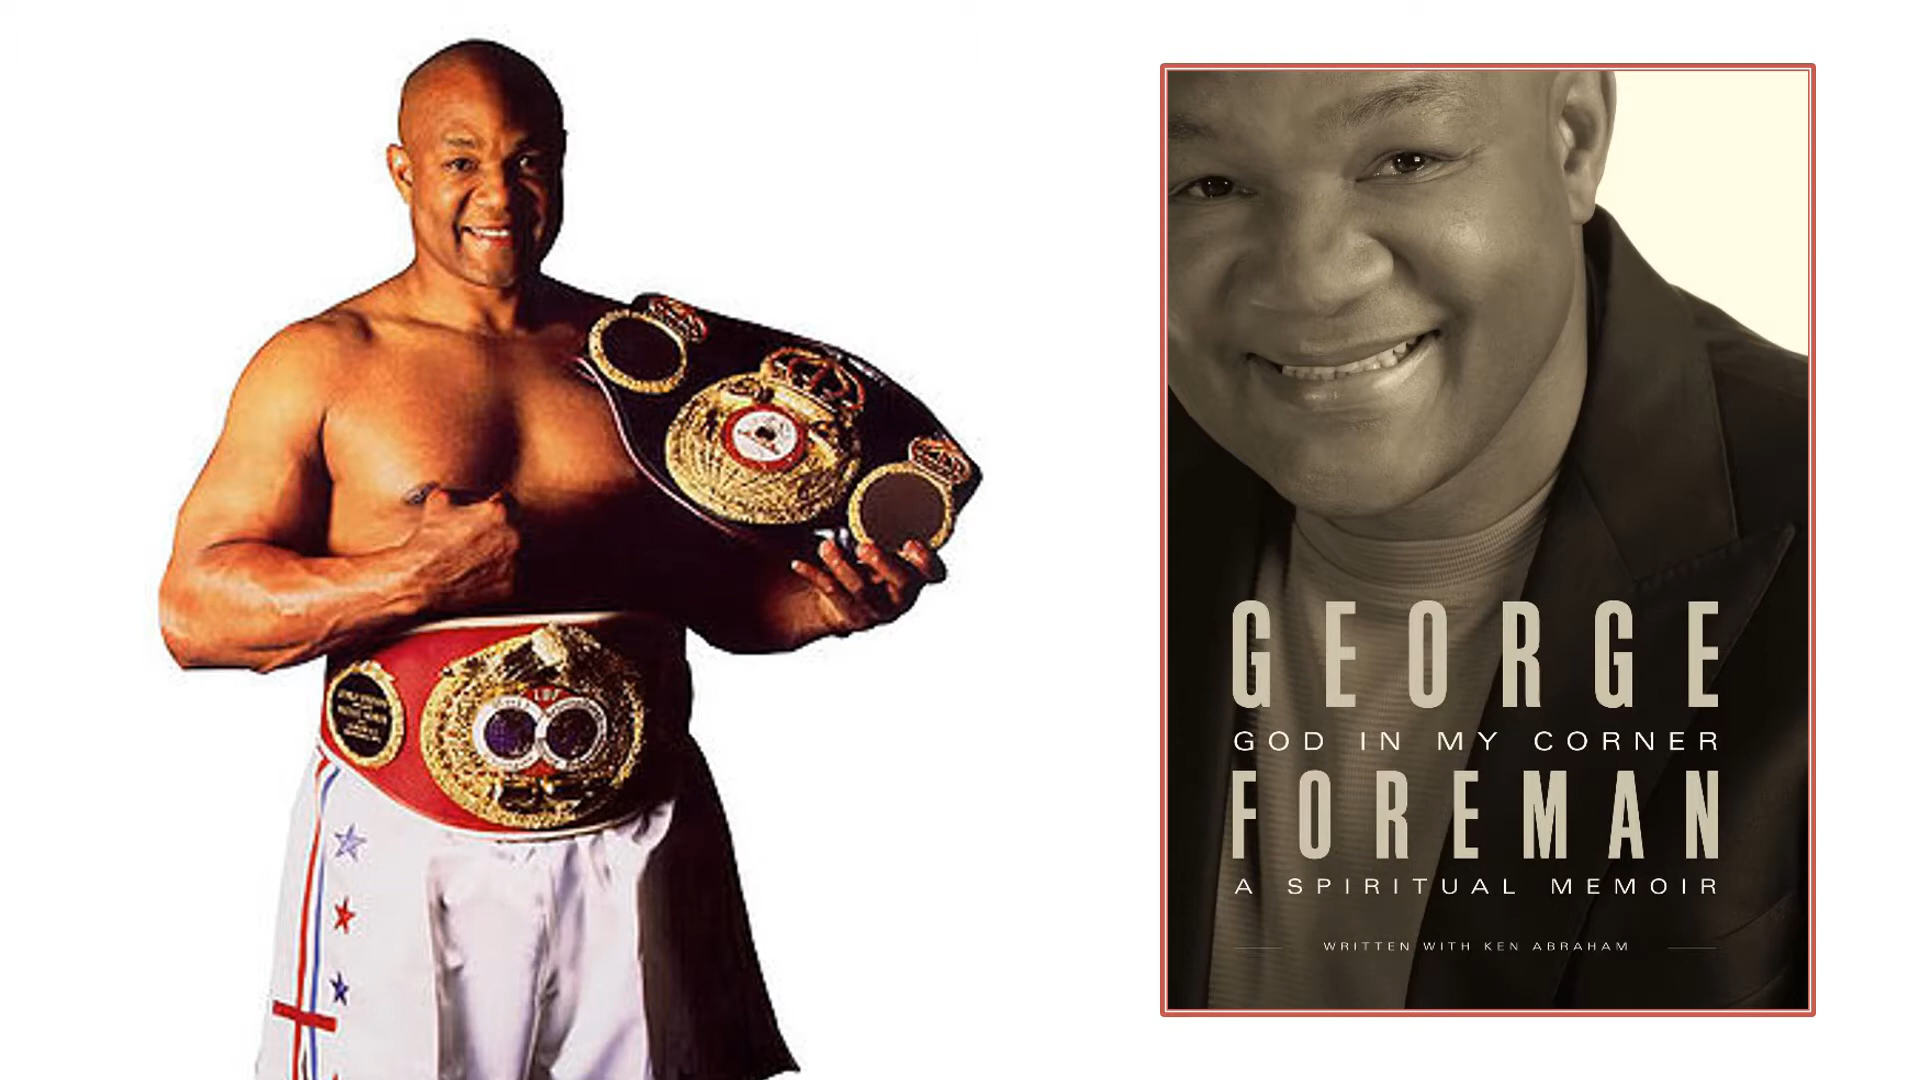 GEORGE
GOD IN MY CORNER
FOREMAN
A SPIRITUAL MEMOIR
WRITTEN WITH KEN ABRAHAM